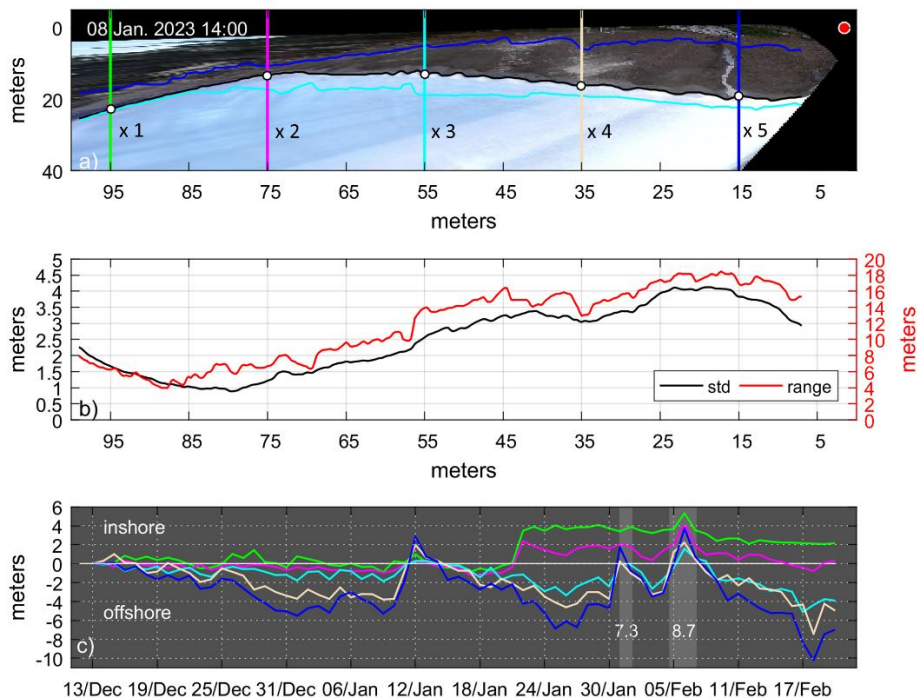 08 Jan. 2023 14:00
meters
0
20
40
x 1
x 2
x 3
x 4
x 5
a)
95 75 65 55 45 35 25 15 5
meters
meters
5
4.5
4
3.5
3
2.5
2
1.5
1
0.5
0
20
18
16
14
12
10
8
6
4
2
0
meters
std
range
b)
95 85 75 65 55 45 35 25 15 5
meters
meters
6
4
2
0
-2
-4
-6
-8
-10
inshore
offshore
7.3
8.7
c)
13/Dec 19/Dec 25/Dec 31/Dec 06/Jan 12/Jan 18/Jan 24/Jan 30/Jan 05/Feb 11/Feb 17/Feb